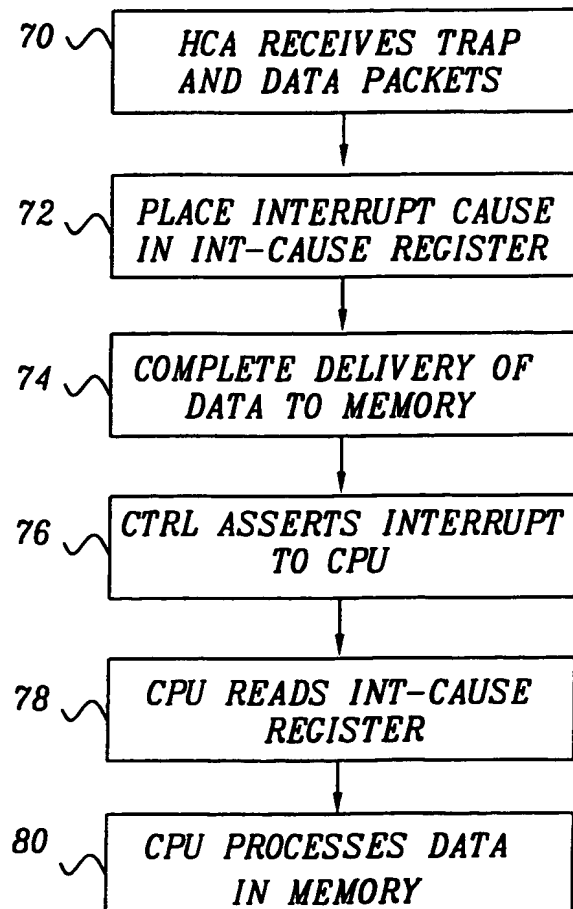 70
HCA RECEIVES TRAP
AND DATA PACKETS
72
PLACE INTERRUPT CAUSE
IN INT-CAUSE REGISTER
74
COMPLETE DELIVERY OF
DATA TO MEMORY
76
CTRL ASSERTS INTERRUPT
TO CPU
78
CPU READS INT-CAUSE
REGISTER
80
CPU PROCESSES DATA
IN MEMORY